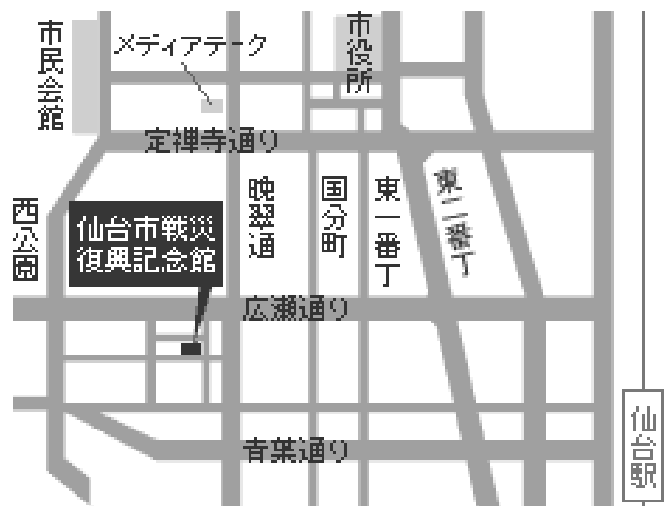 市民会館
メディアテーク
市役所
定禅寺通り
西公園
仙台市戦災
復興記念館
晩翠通
国分町
東一番丁
東二番丁
広瀬通り
青葉通り
仙台駅